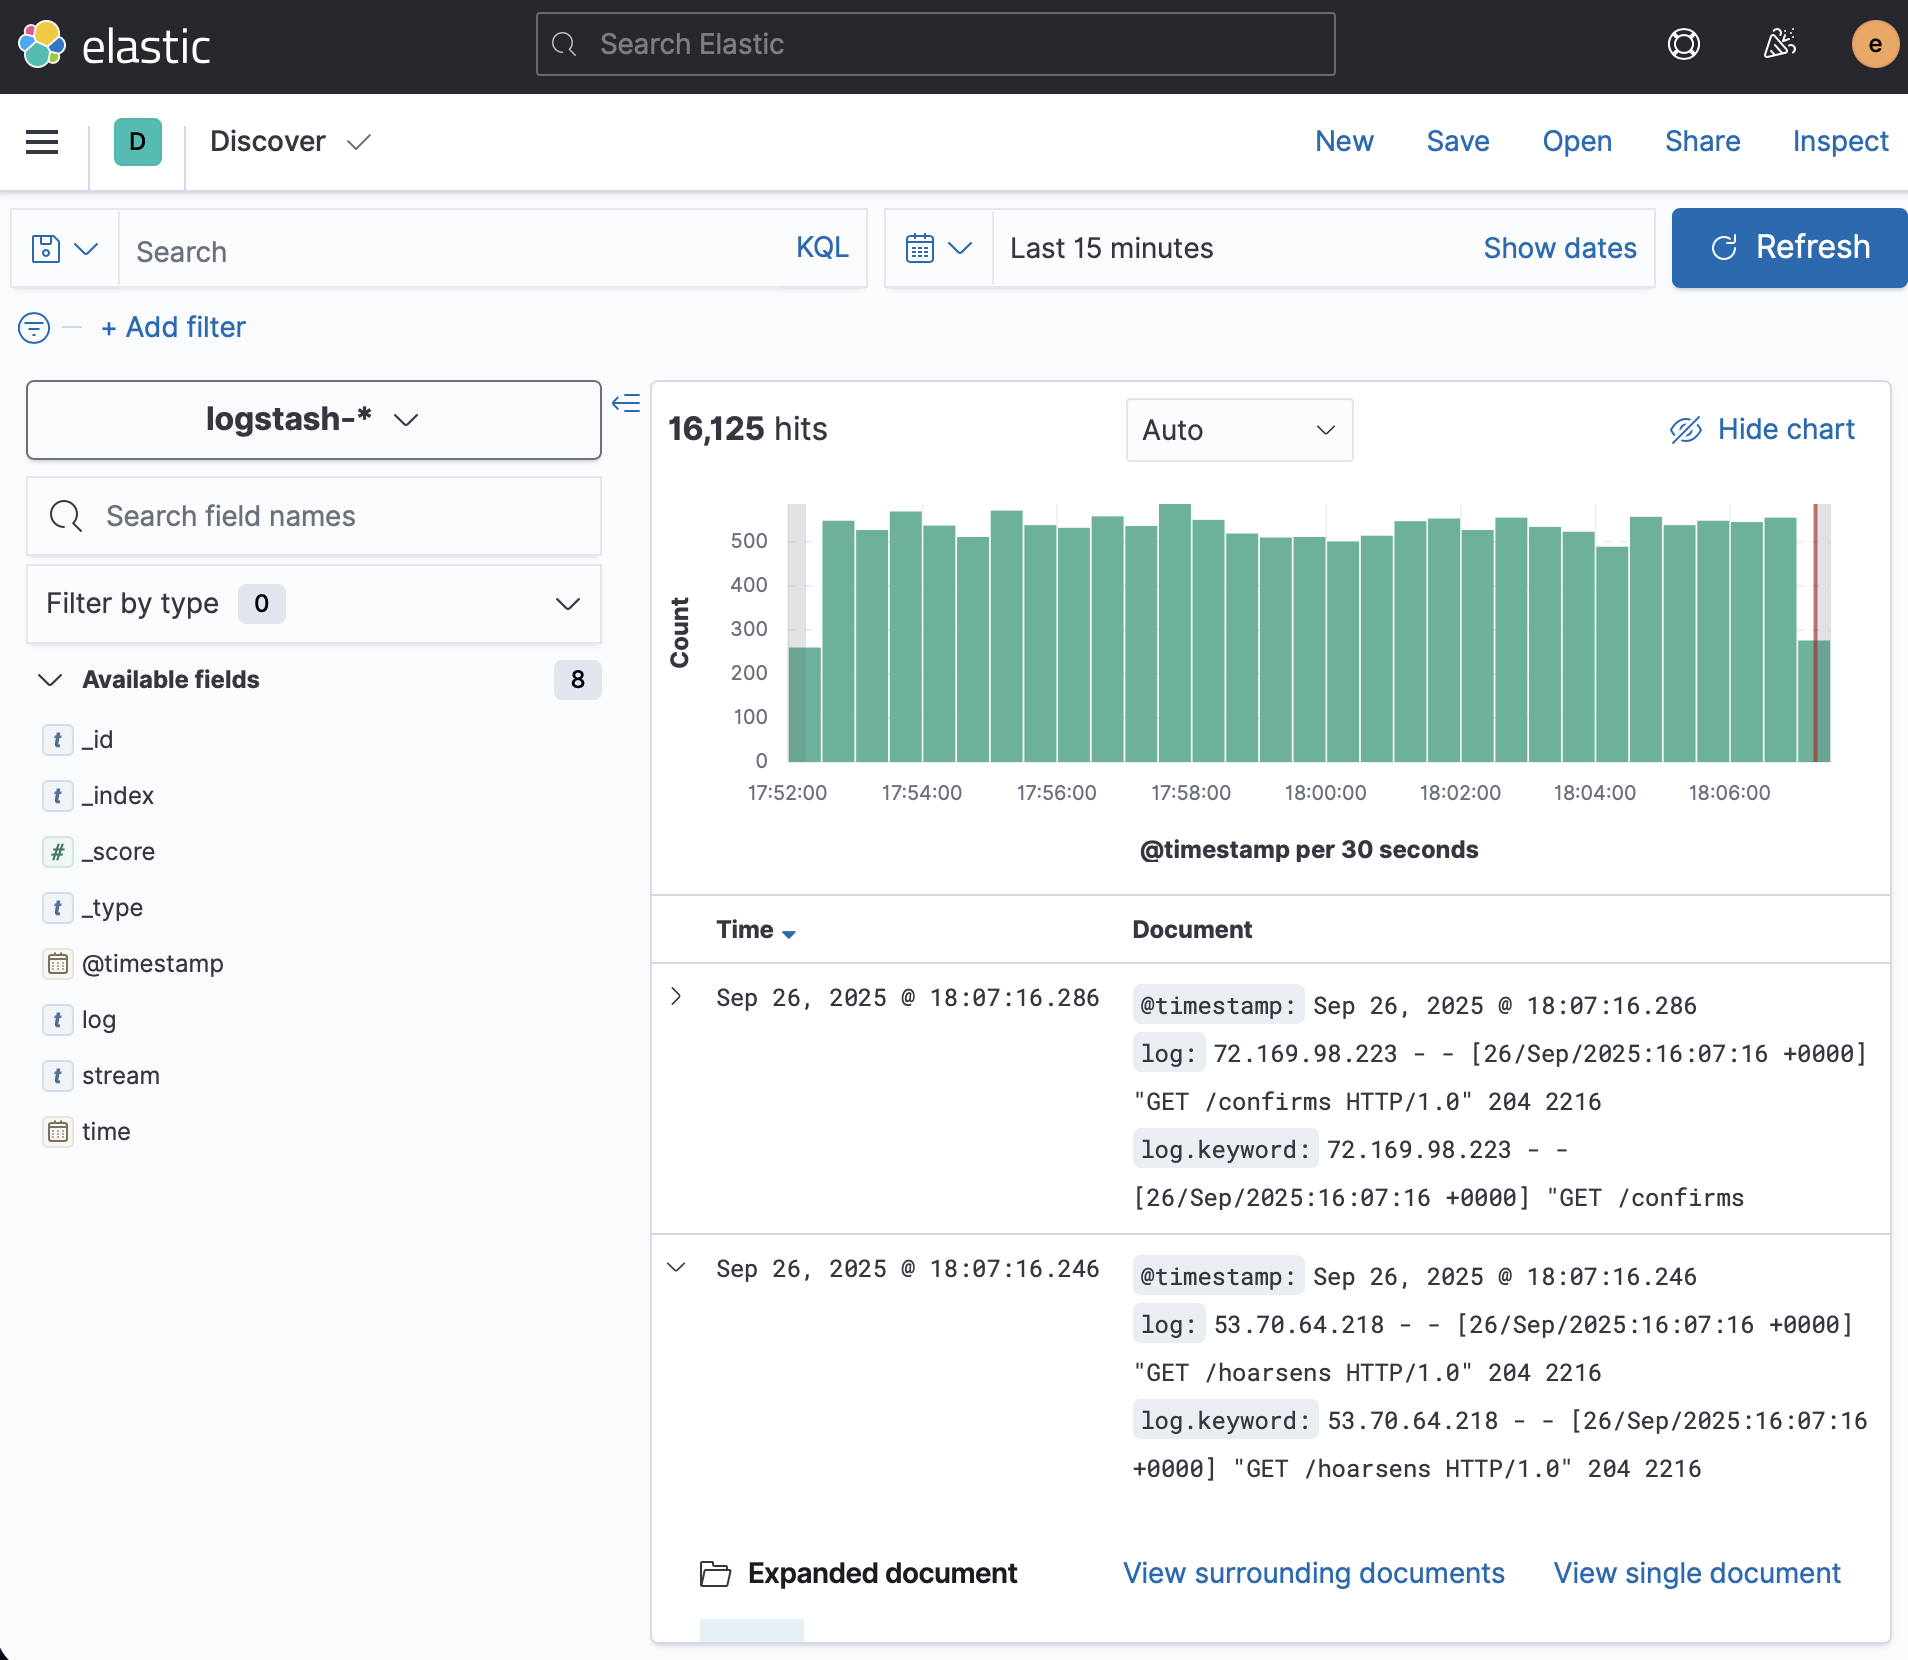 elastic
Search Elastic
e
D
Discover
New
Save
Open
Share
Inspect
Search
KQL
Last 15 minutes
Show dates
Refresh
+ Add filter
logstash-*
Search field names
Filter by type 0
Available fields 8
t _id
t _index
# _score
t _type
@timestamp
t log
t stream
time
16,125 hits
Auto
Hide chart
Count
500
400
300
200
100
0
17:52:00
17:54:00
17:56:00
17:58:00
18:00:00
18:02:00
18:04:00
18:06:00
@timestamp per 30 seconds
Time
Document
Sep 26, 2025 @ 18:07:16.286
@timestamp: Sep 26, 2025 @ 18:07:16.286
log: 72.169.98.223 - - [26/Sep/2025:16:07:16 +0000]
"GET /confirms HTTP/1.0" 204 2216
log.keyword: 72.169.98.223 - -
[26/Sep/2025:16:07:16 +0000] "GET /confirms
Sep 26, 2025 @ 18:07:16.246
@timestamp: Sep 26, 2025 @ 18:07:16.246
log: 53.70.64.218 - - [26/Sep/2025:16:07:16 +0000]
"GET /hoarsens HTTP/1.0" 204 2216
log.keyword: 53.70.64.218 - - [26/Sep/2025:16:07:16
+0000] "GET /hoarsens HTTP/1.0" 204 2216
Expanded document
View surrounding documents
View single document